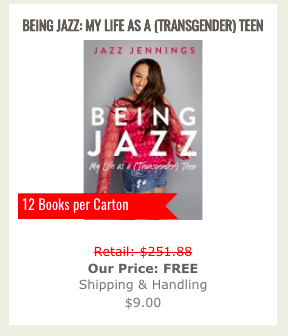 BEING JAZZ: MY LIFE AS A (TRANSGENDER) TEEN
JAZZ JENNINGS
BEING
JAZZ
My Life as a (Transgender) Teen
12 Books per Carton
Retail: $251.88
Our Price: FREE
Shipping & Handling
$9.00